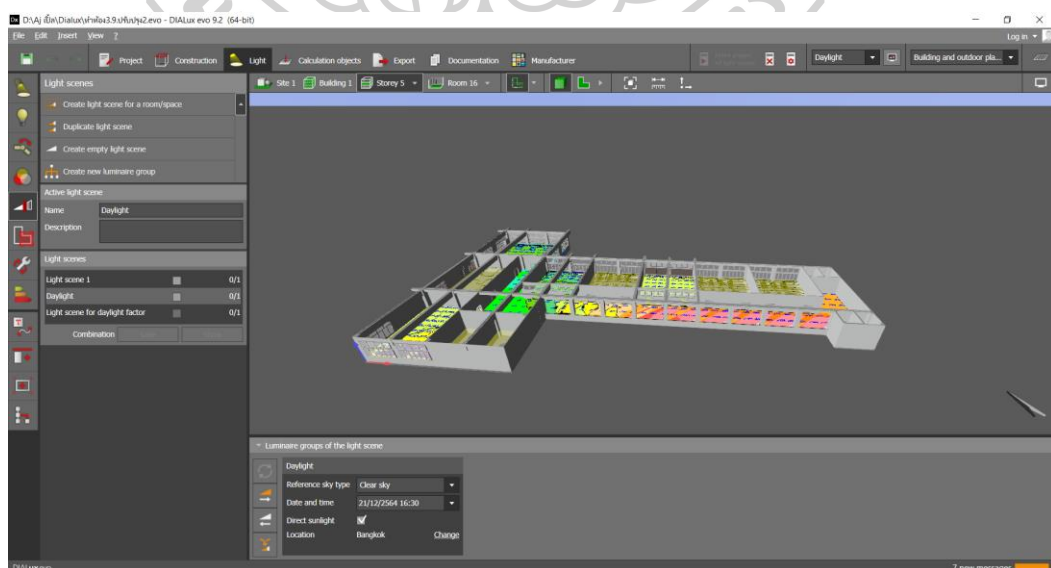 D:\Aj เปิ้ล\Dialux\ฝ้าห้อง3.9.ปรับปรุง2.evo - DIALux evo 9.2 (64-bit)
File Edit Insert View ?
Log in
Project Construction Light Calculation objects Export Documentation Manufacturer
Daylight
Building and outdoor pla...
Light scenes
Site 1 Building 1 Storey 5 Room 16
Create light scene for a room/space
Duplicate light scene
Create empty light scene
Create new luminaire group
Active light scene
Name Daylight
Description
Light scenes
Light scene 1 0/1
Daylight 0/1
Light scene for daylight factor 0/1
Combination
Luminaire groups of the light scene
Daylight
Reference sky type Clear sky
Date and time 21/12/2564 16:30
Direct sunlight
Location Bangkok Change
DIALux evo
7 new messages